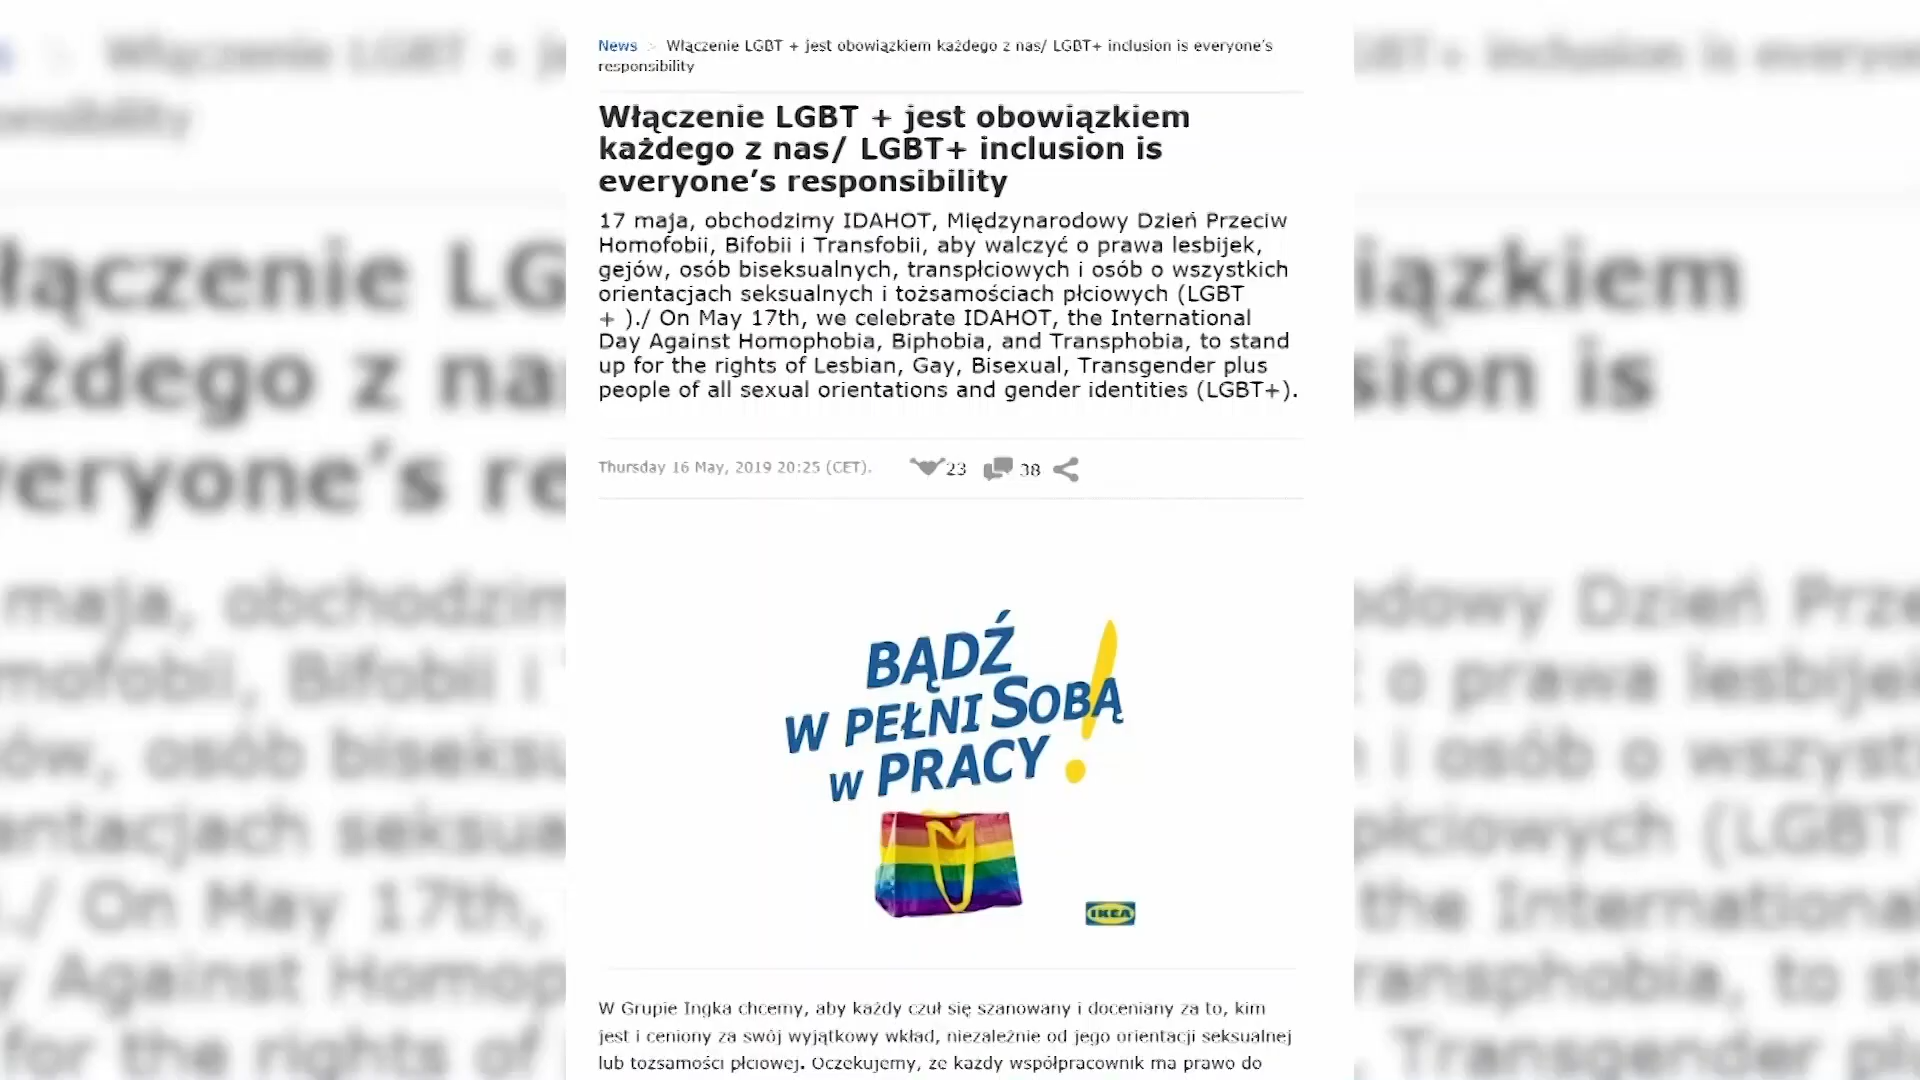 News > Włączenie LGBT + jest obowiązkiem każdego z nas/ LGBT+ inclusion is everyone's
responsibility
Włączenie LGBT + jest obowiązkiem
każdego z nas/ LGBT+ inclusion is
everyone's responsibility
17 maja, obchodzimy IDAHOT, Międzynarodowy Dzień Przeciw
Homofobii, Bifobii i Transfobii, aby walczyć o prawa lesbijek,
gejów, osób biseksualnych, transpłciowych i osób o wszystkich
orientacjach seksualnych i tożsamościach płciowych (LGBT
+ )./ On May 17th, we celebrate IDAHOT, the International
Day Against Homophobia, Biphobia, and Transphobia, to stand
up for the rights of Lesbian, Gay, Bisexual, Transgender plus
people of all sexual orientations and gender identities (LGBT+).
Thursday 16 May, 2019 20:25 (CET). 23 38
BĄDŹ
W PEŁNI SOBĄ
W PRACY!
IKEA
W Grupie Ingka chcemy, aby każdy czuł się szanowany i doceniany za to, kim
jest i ceniony za swój wyjątkowy wkład, niezależnie od jego orientacji seksualnej
lub tożsamości płciowej. Oczekujemy, że każdy współpracownik ma prawo do